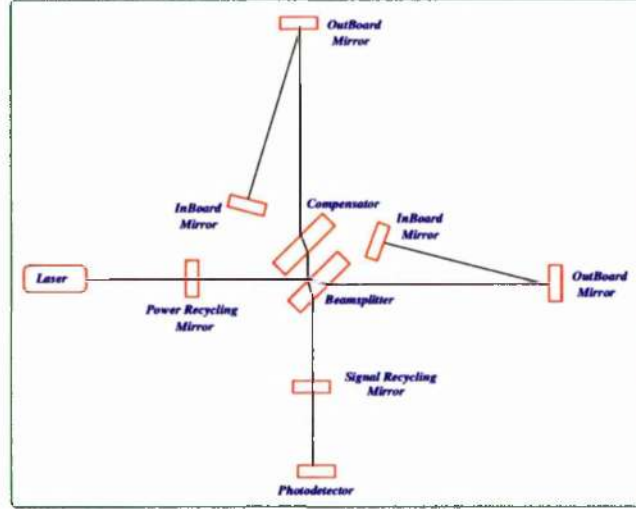 OutBoard
Mirror
InBoard
Mirror
Compensator
InBoard
Mirror
Laser
Power Recycling
Mirror
Beamsplitter
OutBoard
Mirror
Signal Recycling
Mirror
Photodetector